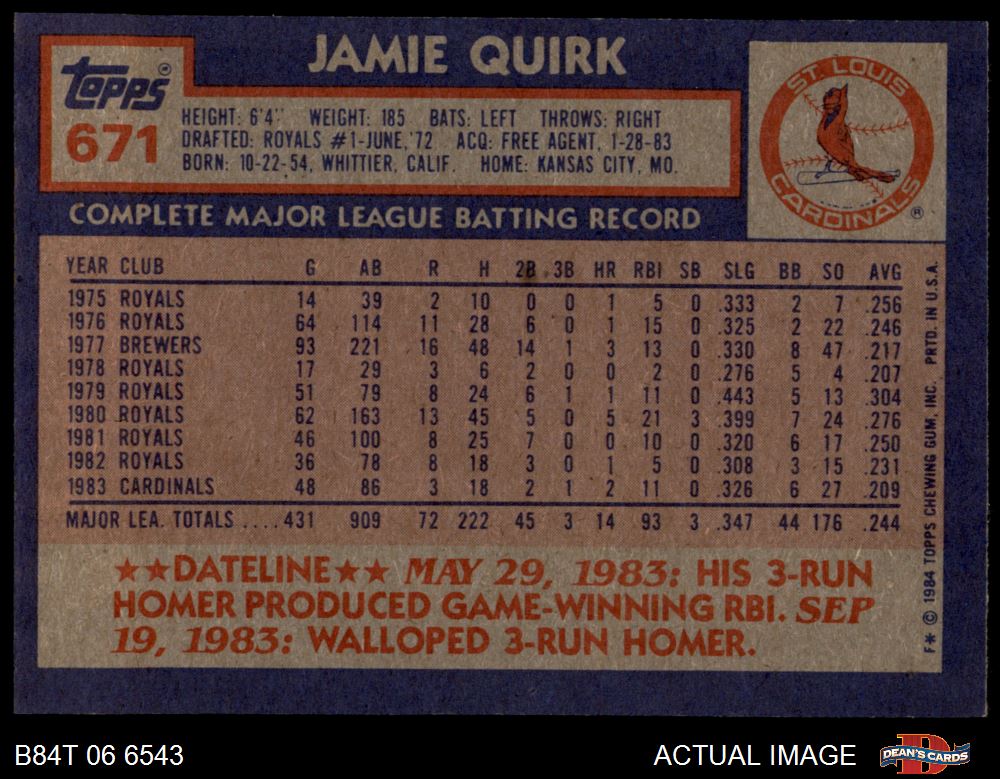 JAMIE QUIRK
TOPPS®
671
HEIGHT: 6'4" WEIGHT: 185 BATS: LEFT THROWS: RIGHT
DRAFTED: ROYALS #1-JUNE, '72 ACQ: FREE AGENT, 1-28-83
BORN: 10-22-54, WHITTIER, CALIF. HOME: KANSAS CITY, MO.
ST. LOUIS
CARDINALS ®
COMPLETE MAJOR LEAGUE BATTING RECORD
YEAR CLUB G AB R H 2B 3B HR RBI SB SLG BB SO AVG
1975 ROYALS 14 39 2 10 0 0 1 5 0 .333 2 7 .256
1976 ROYALS 64 114 11 28 6 0 1 15 0 .325 2 22 .246
1977 BREWERS 93 221 16 48 14 1 3 13 0 .330 8 47 .217
1978 ROYALS 17 29 3 6 2 0 0 2 0 .276 5 4 .207
1979 ROYALS 51 79 8 24 6 1 1 11 0 .443 5 13 .304
1980 ROYALS 62 163 13 45 5 0 5 21 3 .399 7 24 .276
1981 ROYALS 46 100 8 25 7 0 0 10 0 .320 6 17 .250
1982 ROYALS 36 78 8 18 3 0 1 5 0 .308 3 15 .231
1983 CARDINALS 48 86 3 18 2 1 2 11 0 .326 6 27 .209
MAJOR LEA. TOTALS ....431 909 72 222 45 3 14 93 3 .347 44 176 .244
★★DATELINE★★ MAY 29, 1983: HIS 3-RUN
HOMER PRODUCED GAME-WINNING RBI. SEP
19, 1983: WALLOPED 3-RUN HOMER.
F* © 1984 TOPPS CHEWING GUM, INC. PRTD. IN U.S.A.
B84T 06 6543
ACTUAL IMAGE
DEAN'S CARDS